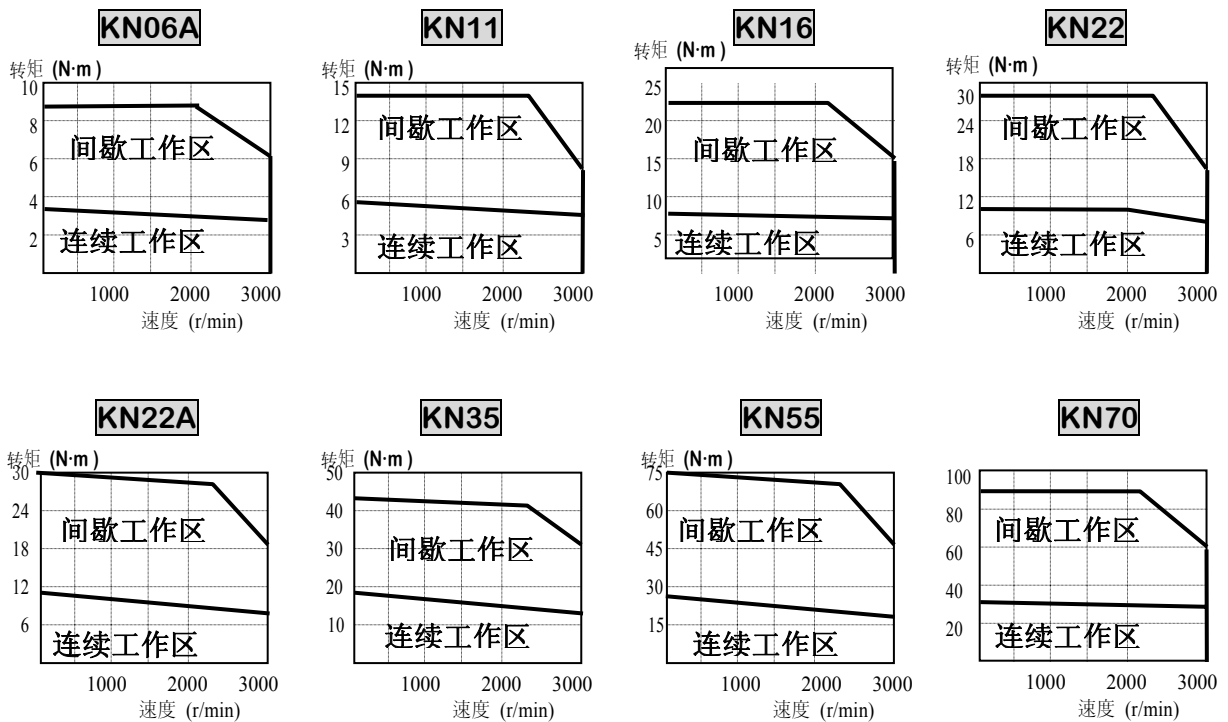 KN06A
转矩 (N·m )
10
8
6
4
2
间歇工作区
连续工作区
1000 2000 3000
速度 (r/min)
KN11
转矩 (N·m )
15
12
9
6
3
间歇工作区
连续工作区
1000 2000 3000
速度 (r/min)
KN16
转矩 (N·m )
25
20
15
10
5
间歇工作区
连续工作区
1000 2000 3000
速度 (r/min)
KN22
转矩 (N·m )
30
24
18
12
6
间歇工作区
连续工作区
1000 2000 3000
速度 (r/min)
KN22A
转矩 (N·m )
30
24
18
12
6
间歇工作区
连续工作区
1000 2000 3000
速度 (r/min)
KN35
转矩 (N·m )
50
40
30
20
10
间歇工作区
连续工作区
1000 2000 3000
速度 (r/min)
KN55
转矩 (N·m )
75
60
45
30
15
间歇工作区
连续工作区
1000 2000 3000
速度 (r/min)
KN70
100
80
60
40
20
间歇工作区
连续工作区
1000 2000 3000
速度 (r/min)